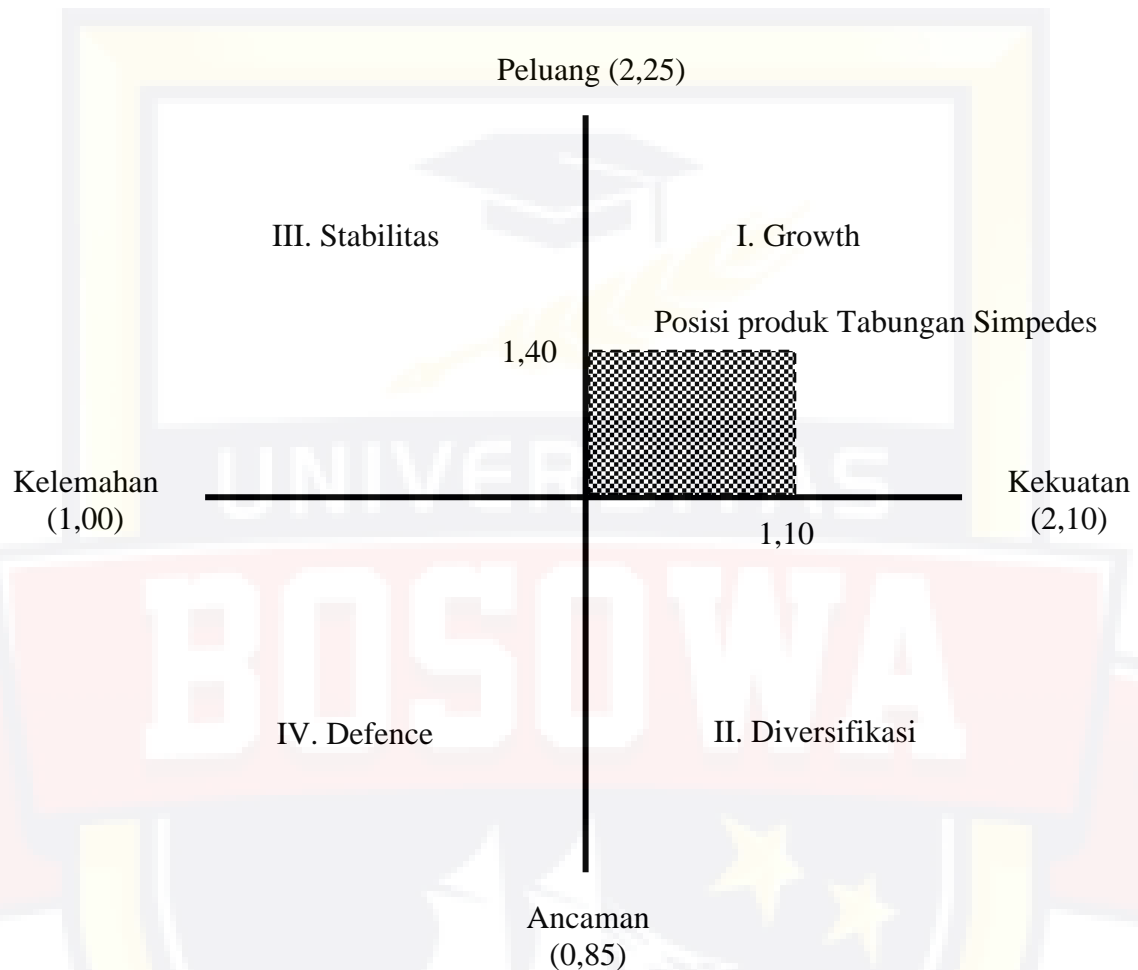 Peluang (2,25)
III. Stabilitas
I. Growth
Posisi produk Tabungan Simpedes
1,40
UNIVERSITAS
Kelemahan
(1,00)
Kekuatan
(2,10)
1,10
BOSOWA
IV. Defence
II. Diversifikasi
Ancaman
(0,85)